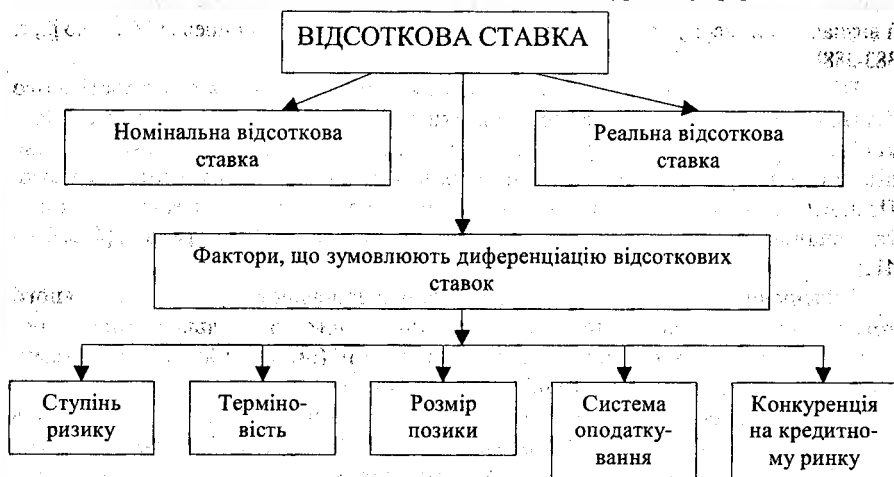 ВІДСОТКОВА СТАВКА
Номінальна відсоткова
ставка
Реальна відсоткова
ставка
Фактори, що зумовлюють диференціацію відсоткових
ставок
Ступінь
ризику
Терміно-
вість
Розмір
позики
Система
оподатку-
вання
Конкуренція
на кредитно-
му ринку